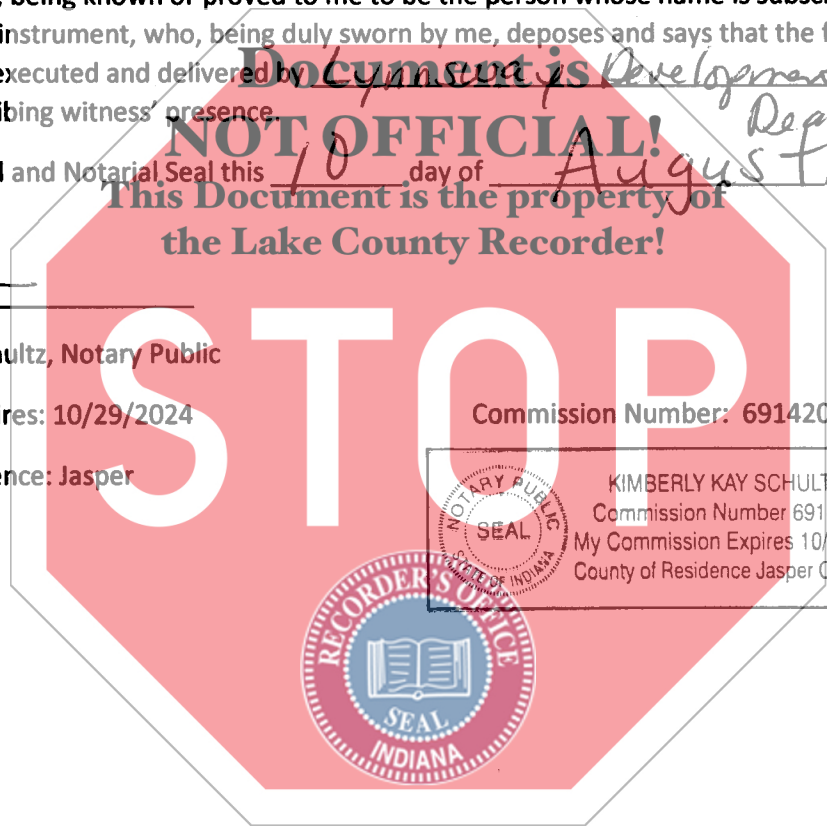 , being known or proved to me to be the person whose name is subsc
instrument, who, being duly sworn by me, deposes and says that the f
executed and delivered by Lynnsway Developmen
Document is
ibing witness' presence. Dea
NOT OFFICIAL!
and Notarial Seal this 10 day of August
This Document is the property of
the Lake County Recorder!
STOP
ultz, Notary Public
res: 10/29/2024 Commission Number: 691420
nce: Jasper
KIMBERLY KAY SCHULT
Commission Number 691
My Commission Expires 10/
County of Residence Jasper C
NOTARY PUBLIC
SEAL
STATE OF INDIANA
RECORDER'S OFFICE
SEAL
INDIANA